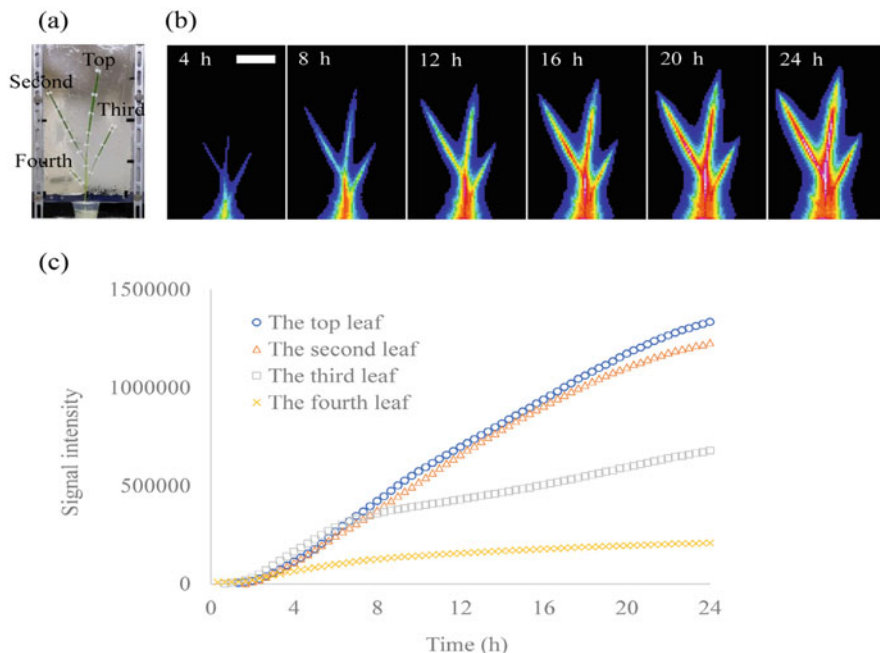 (a)
Top
Second
Third
Fourth
(b)
4 h
8 h
12 h
16 h
20 h
24 h
(c)
1500000
1000000
500000
0
Signal intensity
The top leaf
The second leaf
The third leaf
The fourth leaf
0 4 8 12 16 20 24
Time (h)